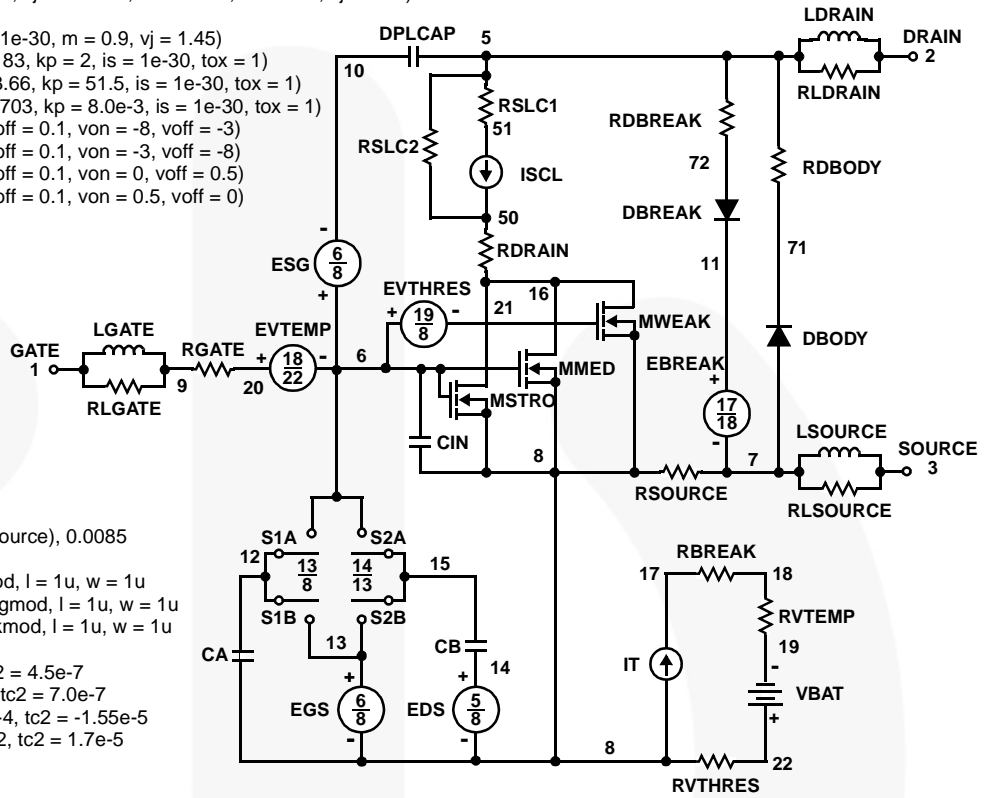 1e-30, m = 0.9, vj = 1.45)
83, kp = 2, is = 1e-30, tox = 1)
3.66, kp = 51.5, is = 1e-30, tox = 1)
703, kp = 8.0e-3, is = 1e-30, tox = 1)
off = 0.1, von = -8, voff = -3)
off = 0.1, von = -3, voff = -8)
off = 0.1, von = 0, voff = 0.5)
off = 0.1, von = 0.5, voff = 0)
ource), 0.0085
od, l = 1u, w = 1u
gmod, l = 1u, w = 1u
kmod, l = 1u, w = 1u
2 = 4.5e-7
tc2 = 7.0e-7
-4, tc2 = -1.55e-5
2, tc2 = 1.7e-5
LDRAIN
DPLCAP 5 DRAIN
10 2
RLDRAIN
RSLC1
51
RDBREAK
RSLC2
72
ISCL
RDBODY
DBREAK
50
-
RDRAIN
6
8
ESG
71
11
+
EVTHRES
16
21
+ 19 -
8
MWEAK
LGATE
EVTEMP
RGATE
GATE
1
+ 18 -
22
6
MMED
EBREAK
DBODY
9
20
RLGATE
MSTRO
+
17
18
-
CIN
LSOURCE
SOURCE
3
8
7
RSOURCE
RLSOURCE
S1A
S2A
12
13
8
14
13
15
S1B
S2B
13
CA
CB
14
+
+
EGS
6
8
EDS
5
8
-
-
RBREAK
17
18
RVTEMP
19
IT
-
VBAT
+
8
22
RVTHRES